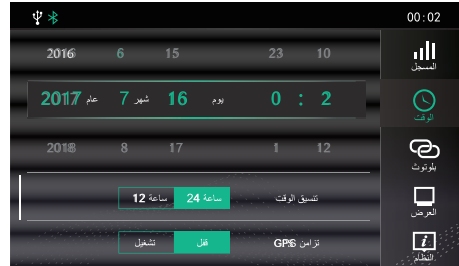 00:02
2016 6 15 23 10
2017 عام 7 شهر 16 يوم 0 : 2
2018 8 17 1 12
تنسيق الوقت 24 ساعة 12 ساعة
تزامن GPS قفل تشغيل
المسجل
الوقت
بلوتوث
العرض
النظام